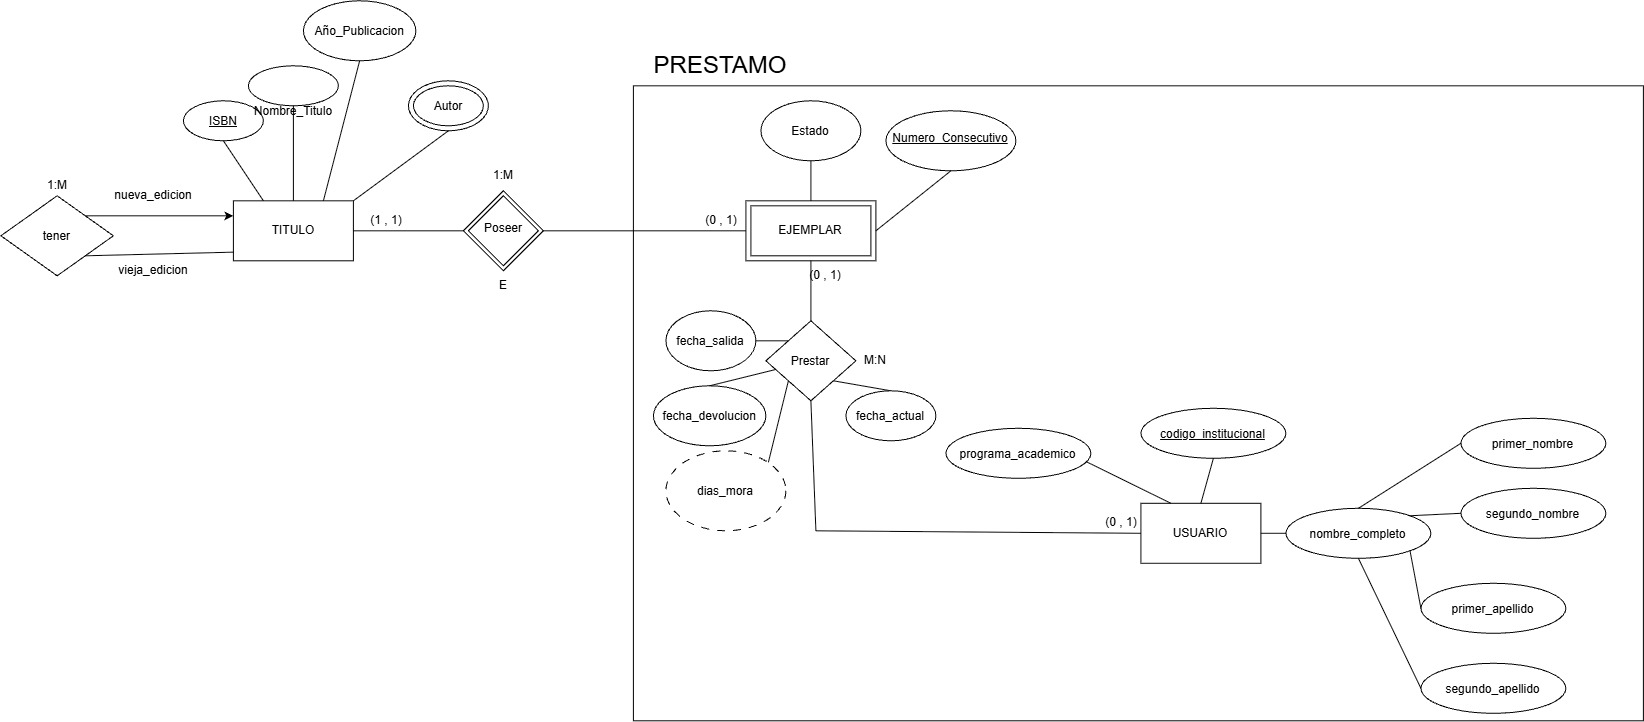 Año_Publicacion
PRESTAMO
Nombre_Titulo
Autor
ISBN
Estado
Numero_Consecutivo
1:M
nueva_edicion
1:M
tener
TITULO
(1 , 1)
Poseer
(0 , 1)
EJEMPLAR
vieja_edicion
E
(0 , 1)
fecha_salida
Prestar
M:N
fecha_devolucion
fecha_actual
dias_mora
programa_academico
codigo_institucional
primer_nombre
(0 , 1)
USUARIO
nombre_completo
segundo_nombre
primer_apellido
segundo_apellido